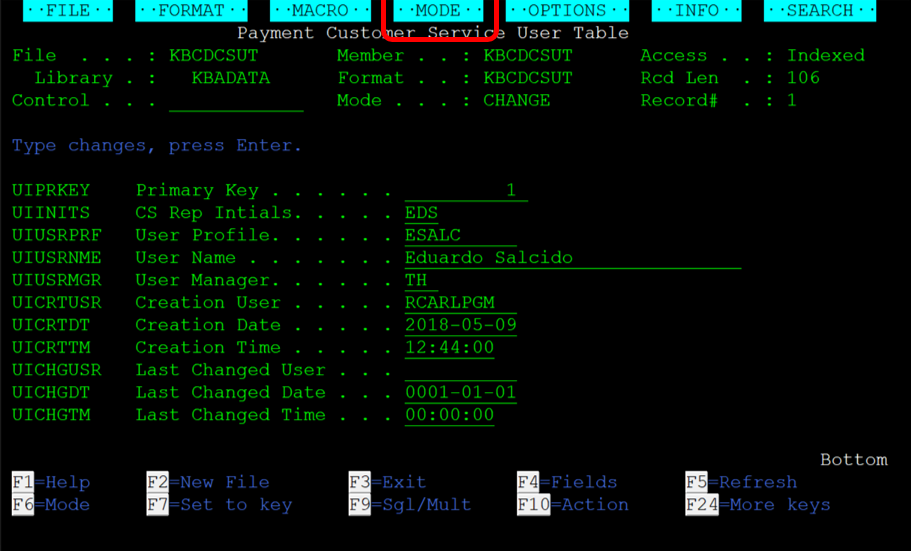 ··FILE·· ··FORMAT·· ··MACRO·· ··MODE·· ··OPTIONS·· ··INFO·· ··SEARCH··
Payment Customer Service User Table
File . . . . : KBCDCSUT Member . . : KBCDCSUT Access . . : Indexed
Library . : KBADATA Format . . : KBCDCSUT Rcd Len . : 106
Control . . . Mode . . . : CHANGE Record# . : 1
Type changes, press Enter.
UIPRKEY Primary Key . . . . . . 1
UIINITS CS Rep Intials. . . . . EDS
UIUSRPRF User Profile. . . . . . ESALC
UIUSRNME User Name . . . . . . . Eduardo Salcido
UIUSRMGR User Manager. . . . . . TH
UICRTUSR Creation User . . . . . RCARLPGM
UICRTDT Creation Date . . . . . 2018-05-09
UICRTTM Creation Time . . . . . 12:44:00
UICHGUSR Last Changed User . . .
UICHGDT Last Changed Date . . . 0001-01-01
UICHGTM Last Changed Time . . . 00:00:00
Bottom
F1=Help F2=New File F3=Exit F4=Fields F5=Refresh
F6=Mode F7=Set to key F9=Sgl/Mult F10=Action F24=More keys